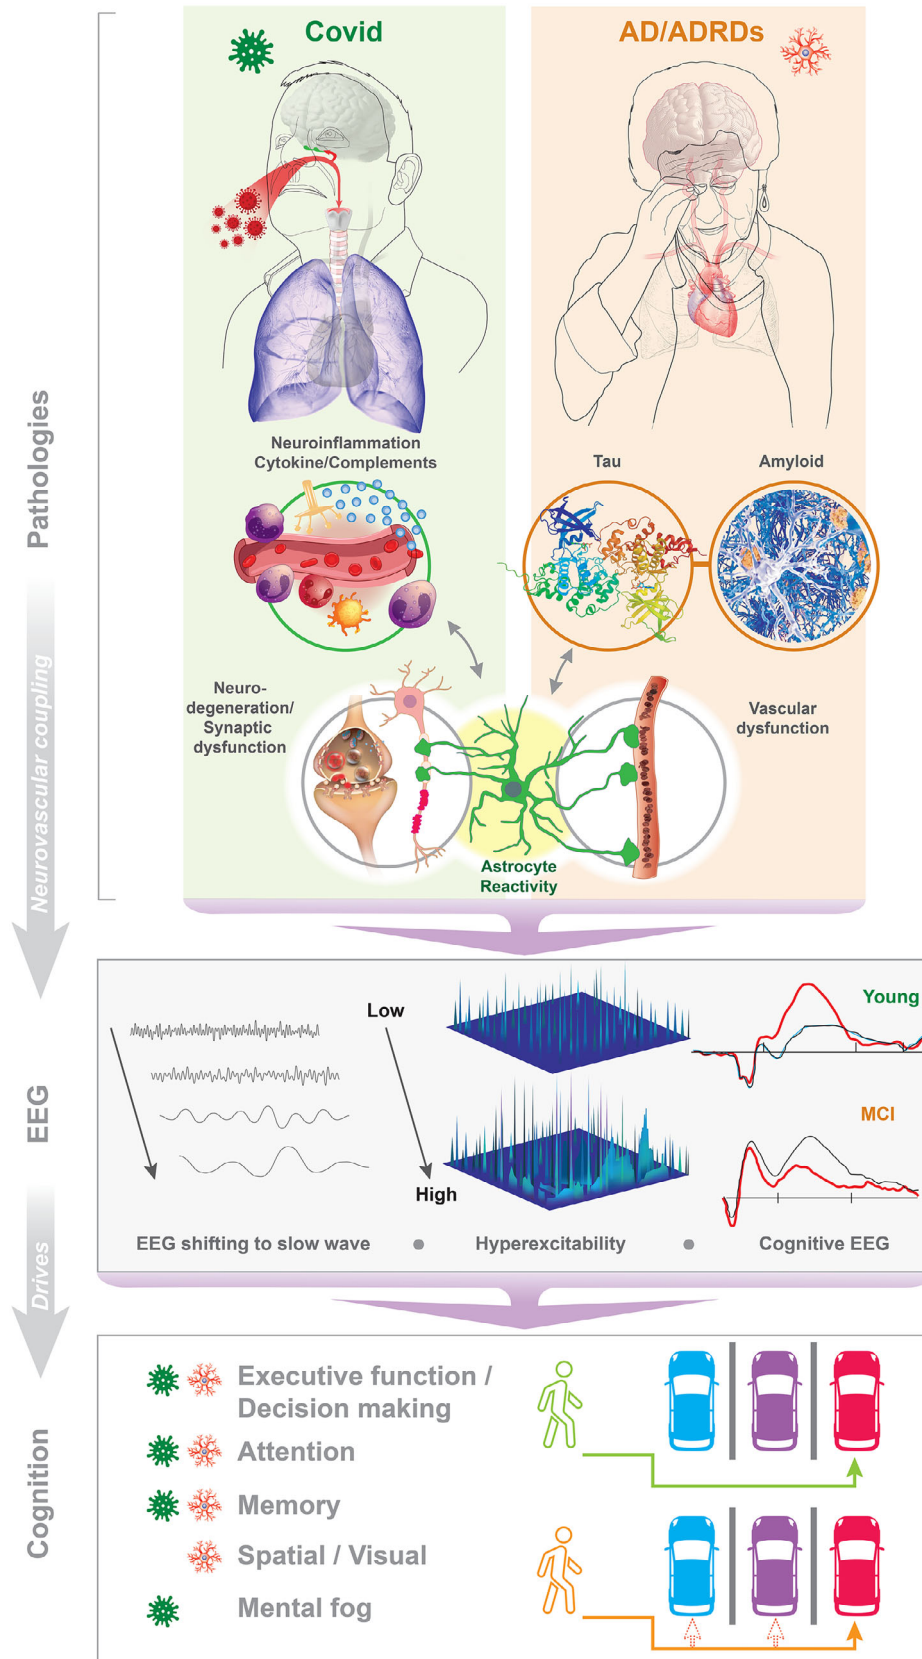 Covid
AD/ADRDs
Pathologies
Neuroinflammation
Cytokine/Complements
Tau
Amyloid
Neurovascular coupling
Neuro-
degeneration/
Synaptic
dysfunction
Vascular
dysfunction
Astrocyte
Reactivity
EEG
Low
High
Young
MCI
EEG shifting to slow wave
Hyperexcitability
Cognitive EEG
Drives
Cognition
Executive function /
Decision making
Attention
Memory
Spatial / Visual
Mental fog